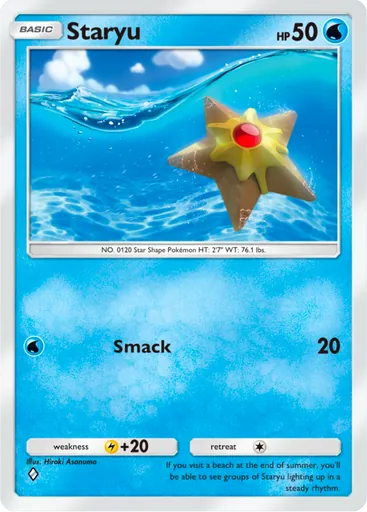 BASIC Staryu HP 50
NO. 0120 Star Shape Pokémon HT: 2'7" WT: 76.1 lbs.
Smack 20
weakness +20 retreat
Illus. Hiroki Asanuma
If you visit a beach at the end of summer, you'll
be able to see groups of Staryu lighting up in a
steady rhythm.